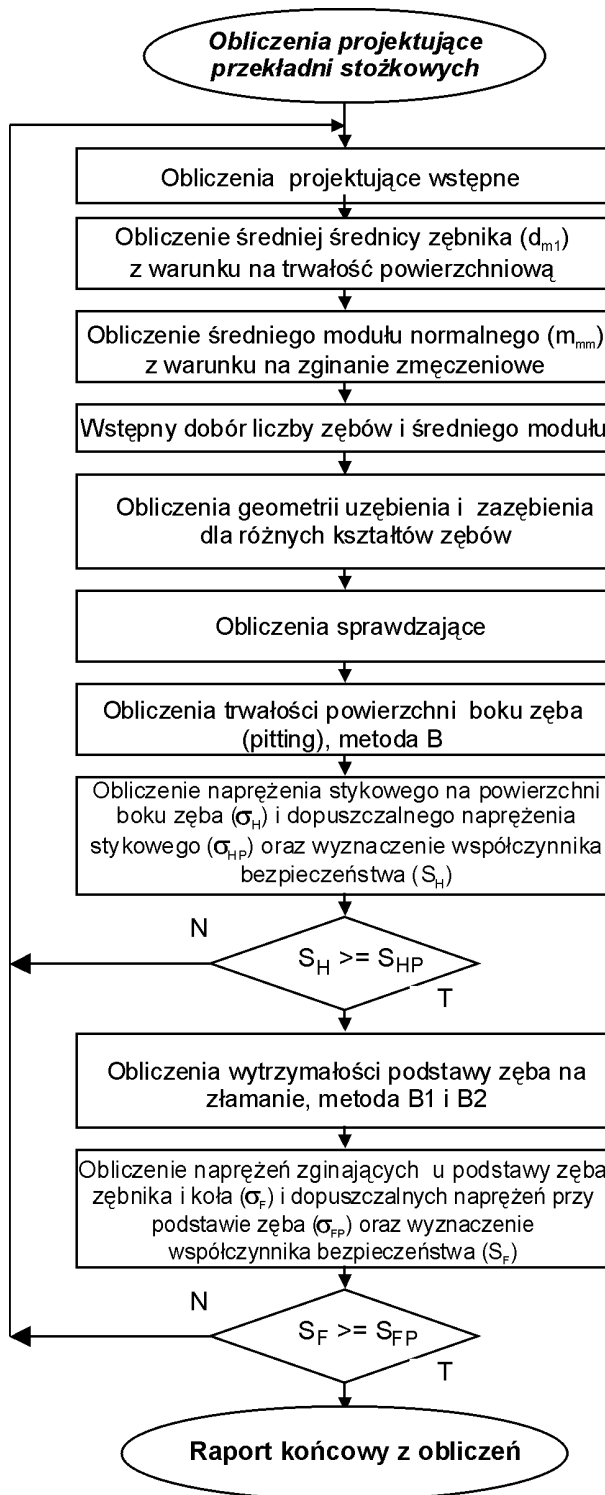 Obliczenia projektujące
przekładni stożkowych
Obliczenia projektujące wstępne
Obliczenie średniej średnicy zębnika (dm1)
z warunku na trwałość powierzchniową
Obliczenie średniego modułu normalnego (mmm)
z warunku na zginanie zmęczeniowe
Wstępny dobór liczby zębów i średniego modułu
Obliczenia geometrii uzębienia i zazębienia
dla różnych kształtów zębów
Obliczenia sprawdzające
Obliczenia trwałości powierzchni boku zęba
(pitting), metoda B
Obliczenie naprężenia stykowego na powierzchni
boku zęba (σH) i dopuszczalnego naprężenia
stykowego (σHP) oraz wyznaczenie współczynnika
bezpieczeństwa (SH)
N
SH >= SHP
T
Obliczenia wytrzymałości podstawy zęba na
złamanie, metoda B1 i B2
Obliczenie naprężeń zginających u podstawy zęba
zębnika i koła (σF) i dopuszczalnych naprężeń przy
podstawie zęba (σFP) oraz wyznaczenie
współczynnika bezpieczeństwa (SF)
N
SF >= SFP
T
Raport końcowy z obliczeń